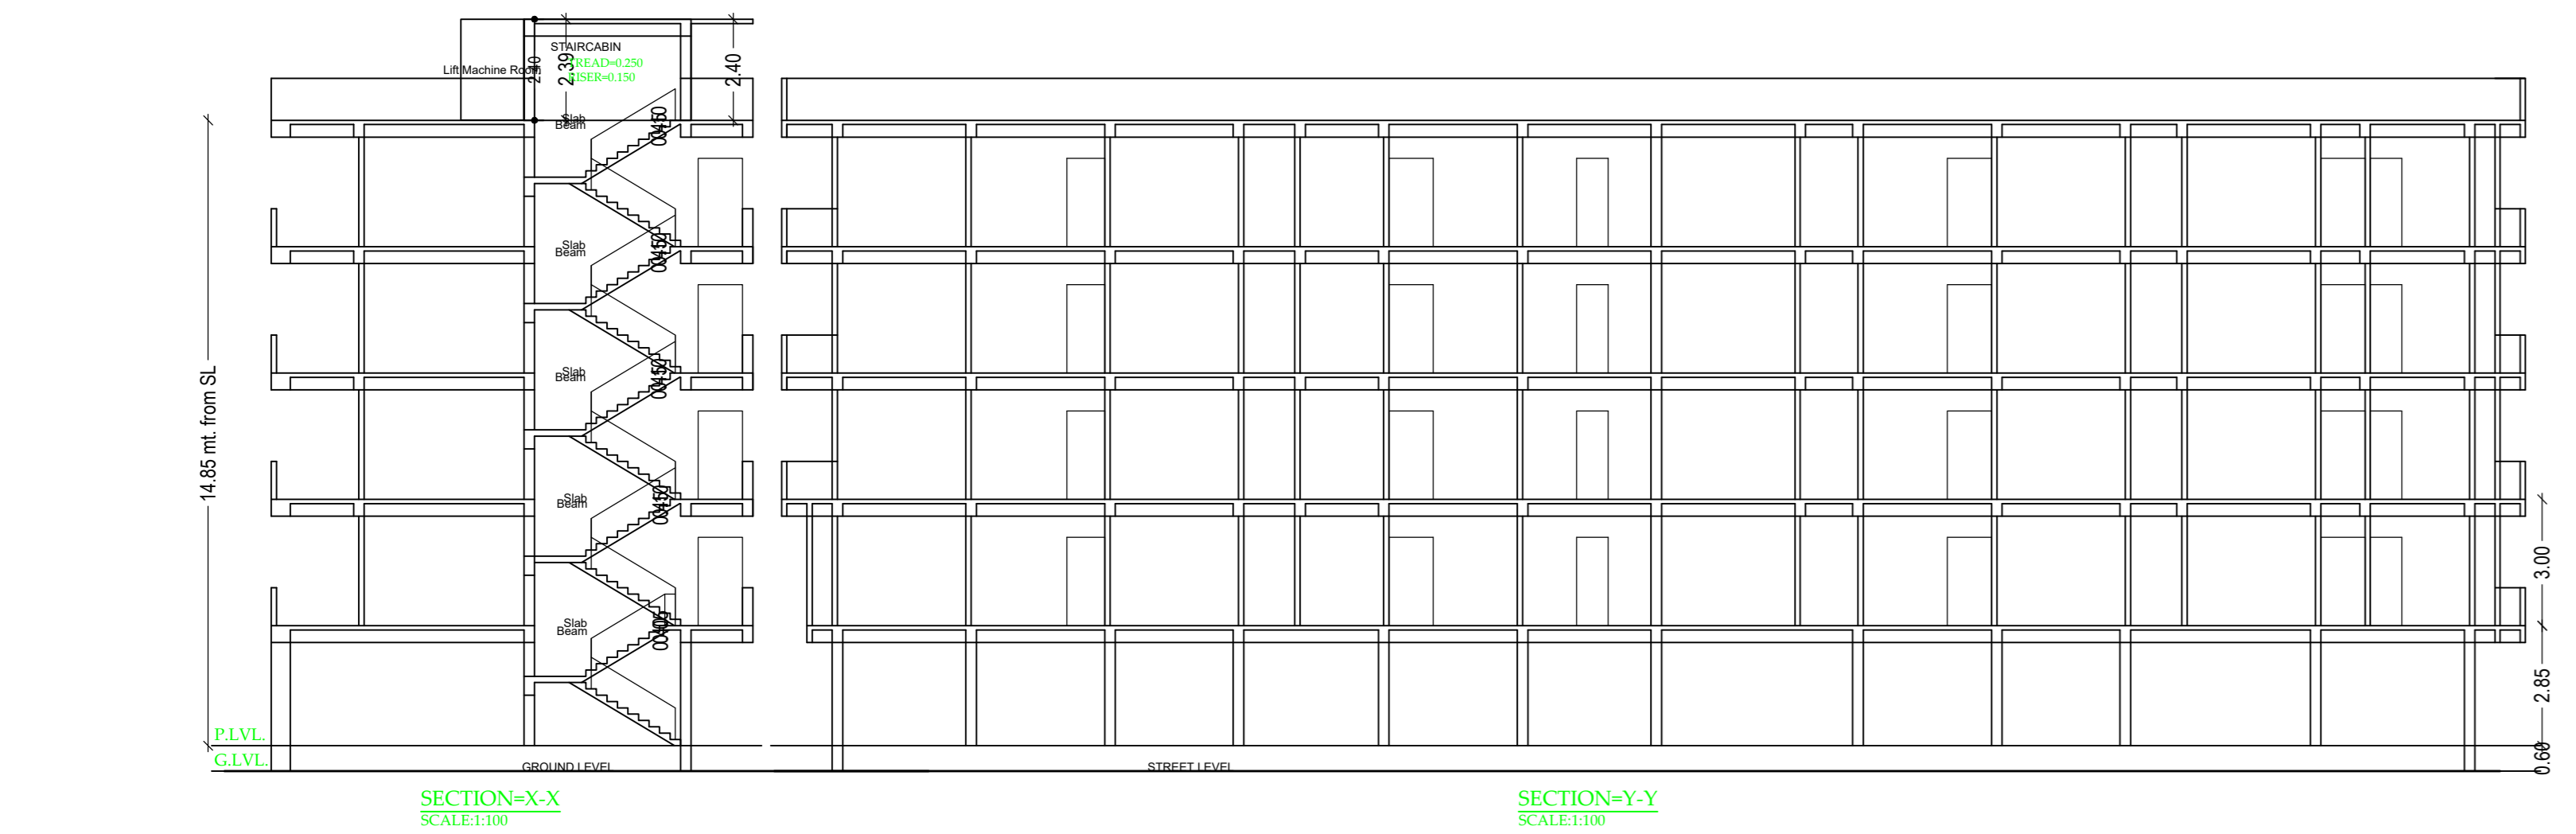 STAIRCABIN
TREAD=0.250
RISER=0.150
Lift Machine Room
2.40
2.39
2.40
Slab
Beam
Slab
Beam
Slab
Beam
Slab
Beam
Slab
Beam
14.85 mt. from SL
3.00
2.85
0.60
P.LVL.
G.LVL.
GROUND LEVEL
STREET LEVEL
SECTION=X-X
SCALE:1:100
SECTION=Y-Y
SCALE:1:100